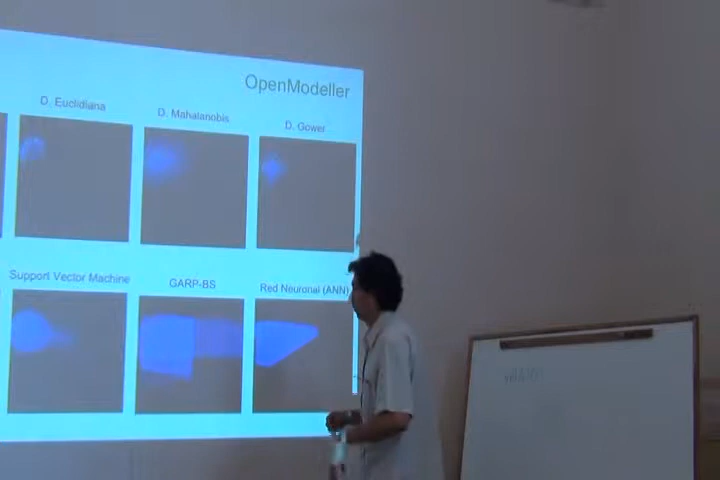 OpenModeller
D. Euclidiana
D. Mahalanobis
D. Gower
Support Vector Machine
GARP-BS
Red Neuronal (ANN)